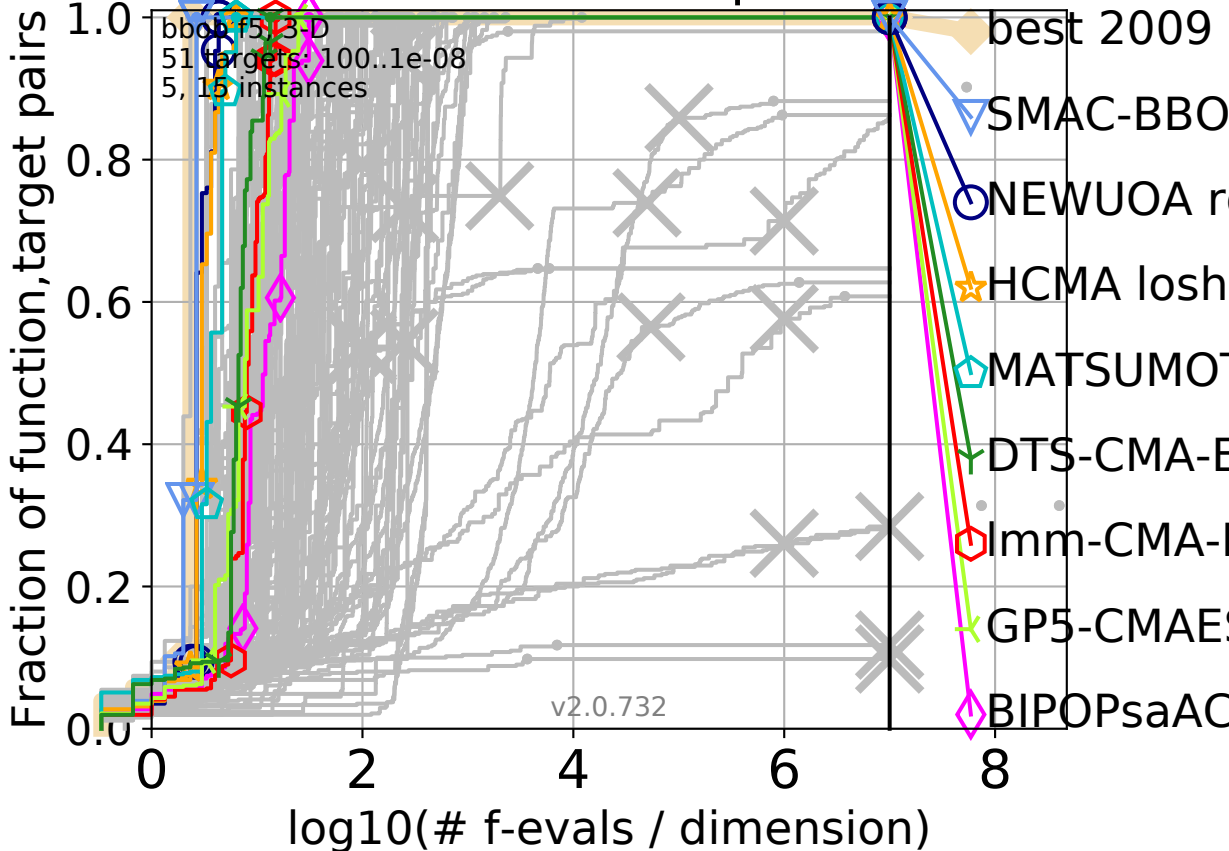 Fraction of function,target pairs
1.0
0.8
0.6
0.4
0.2
0.0
bbob f5, 3-D
51 targets: 100..1e-08
5, 15 instances
v2.0.732
0 2 4 6 8
log10(# f-evals / dimension)
best 2009
SMAC-BBO
NEWUOA r
HCMA losh
MATSUMOT
DTS-CMA-E
lmm-CMA-
GP5-CMAES
BIPOPsaAC